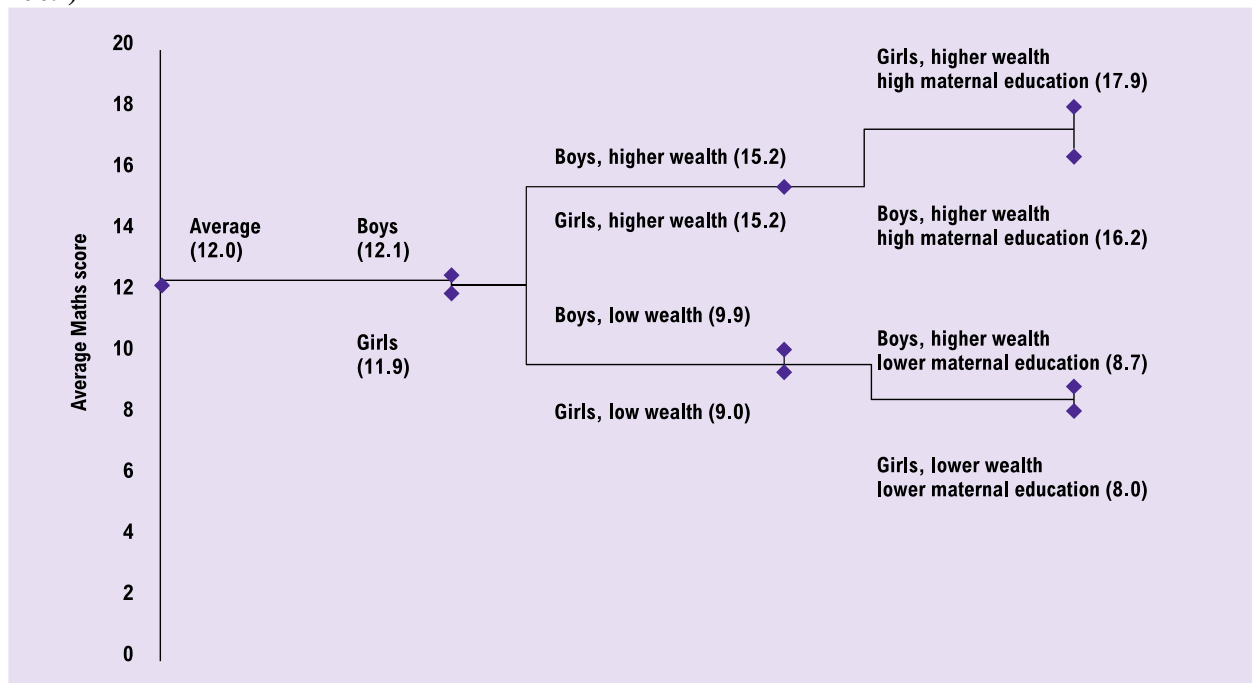 20
18
16
14
12
10
8
6
4
2
0
Average Maths score
Average
(12.0)
Boys
(12.1)
Girls
(11.9)
Boys, higher wealth (15.2)
Girls, higher wealth (15.2)
Boys, low wealth (9.9)
Girls, low wealth (9.0)
Girls, higher wealth
high maternal education (17.9)
Boys, higher wealth
high maternal education (16.2)
Boys, higher wealth
lower maternal education (8.7)
Girls, lower wealth
lower maternal education (8.0)